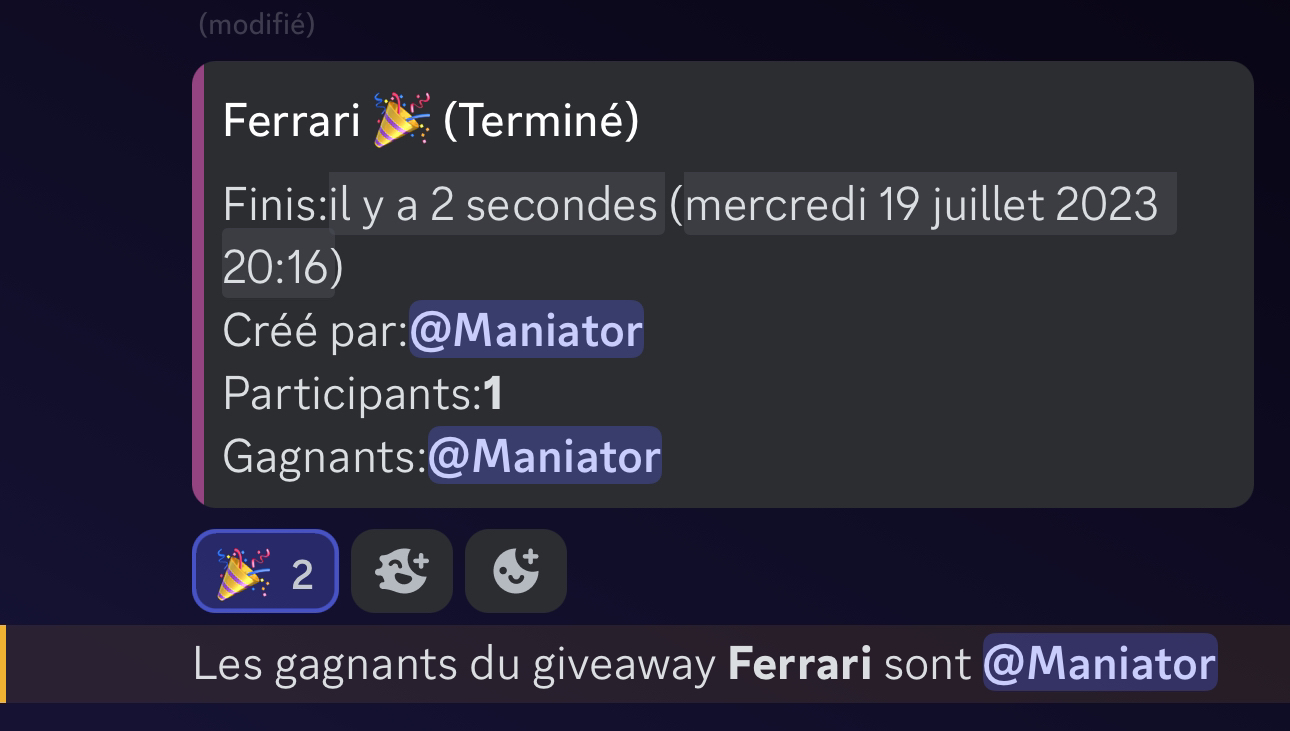 (modifié)
Ferrari 🎉 (Terminé)
Finis:il y a 2 secondes (mercredi 19 juillet 2023
20:16)
Créé par:@Maniator
Participants:1
Gagnants:@Maniator
🎉 2
Les gagnants du giveaway Ferrari sont @Maniator